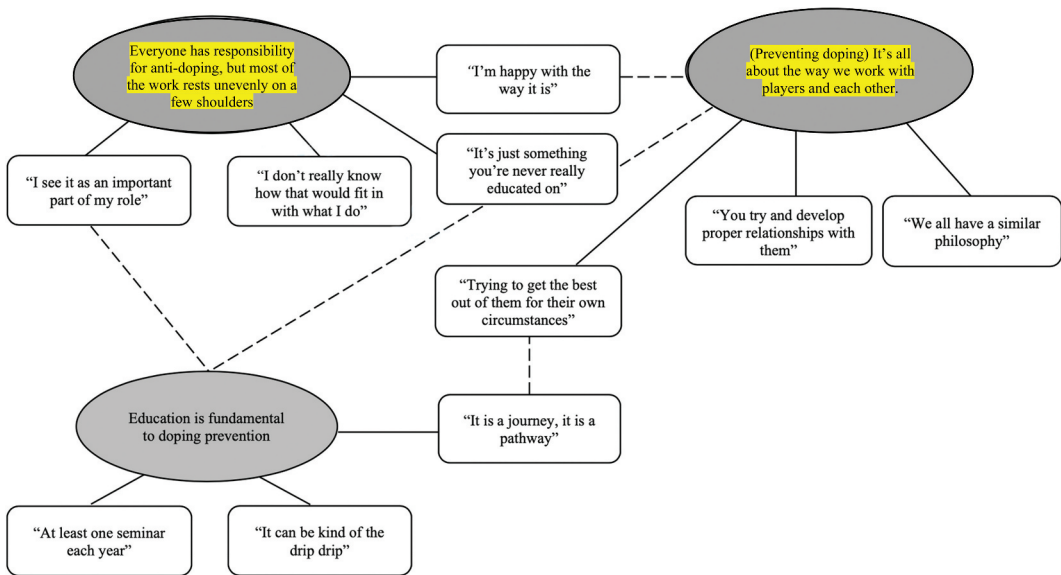 Everyone has responsibility
for anti-doping, but most of
the work rests unevenly on a
few shoulders
“I’m happy with the
way it is”
(Preventing doping) It’s all
about the way we work with
players and each other.
“I see it as an important
part of my role”
“I don’t really know
how that would fit in
with what I do”
“It’s just something
you’re never really
educated on”
“You try and develop
proper relationships with
them”
“We all have a similar
philosophy”
“Trying to get the best
out of them for their own
circumstances”
Education is fundamental
to doping prevention
“It is a journey, it is a
pathway”
“At least one seminar
each year”
“It can be kind of the
drip drip”